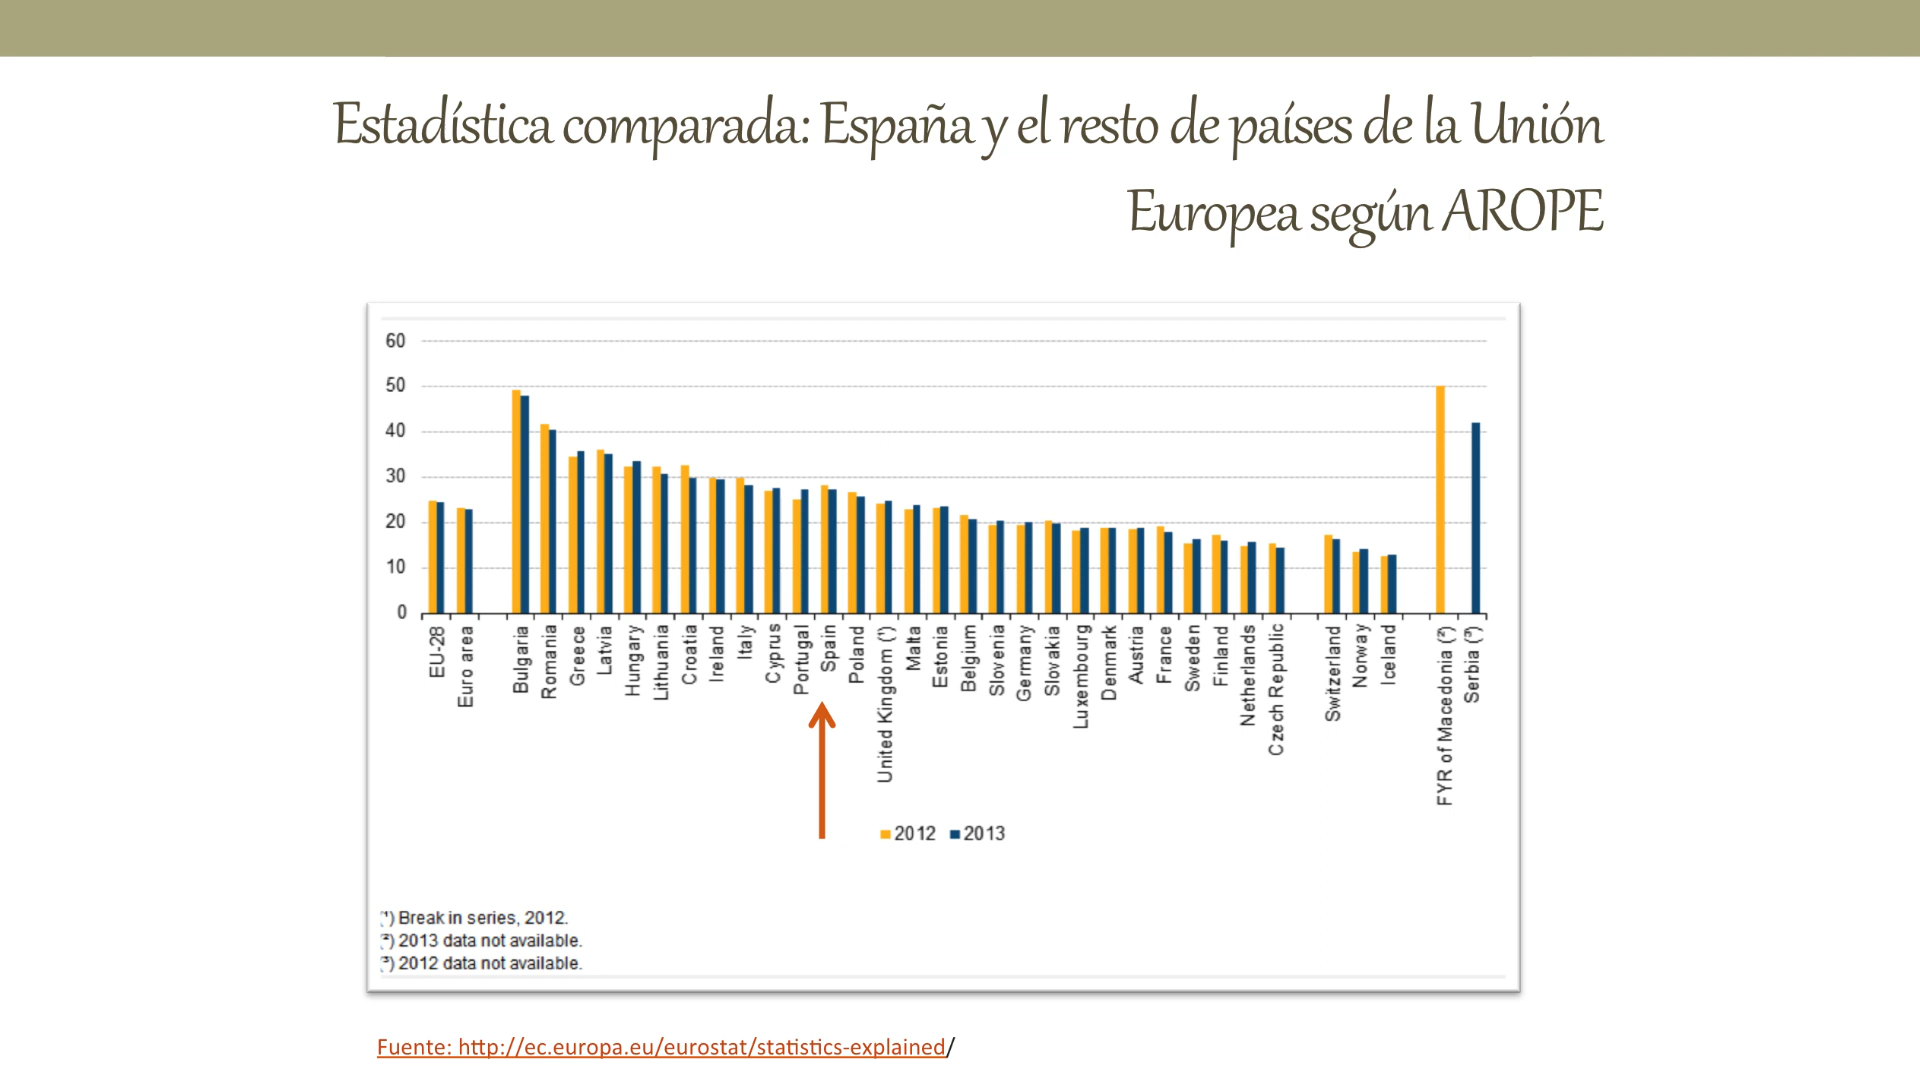 Estadística comparada: España y el resto de países de la Unión
Europea según AROPE
60
50
40
30
20
10
0
EU-28
Euro area
Bulgaria
Romania
Greece
Latvia
Hungary
Lithuania
Croatia
Ireland
Italy
Cyprus
Portugal
Spain
Poland
United Kingdom (¹)
Malta
Estonia
Belgium
Slovenia
Germany
Slovakia
Luxembourg
Denmark
Austria
France
Sweden
Finland
Netherlands
Czech Republic
Switzerland
Norway
Iceland
FYR of Macedonia (²)
Serbia (³)
2012 2013
(¹) Break in series, 2012.
(²) 2013 data not available.
(³) 2012 data not available.
Fuente: http://ec.europa.eu/eurostat/statistics-explained/